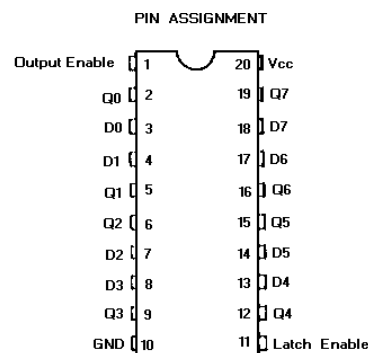 PIN ASSIGNMENT
Output Enable 1 20 Vcc
Q0 2 19 Q7
D0 3 18 D7
D1 4 17 D6
Q1 5 16 Q6
Q2 6 15 Q5
D2 7 14 D5
D3 8 13 D4
Q3 9 12 Q4
GND 10 11 Latch Enable